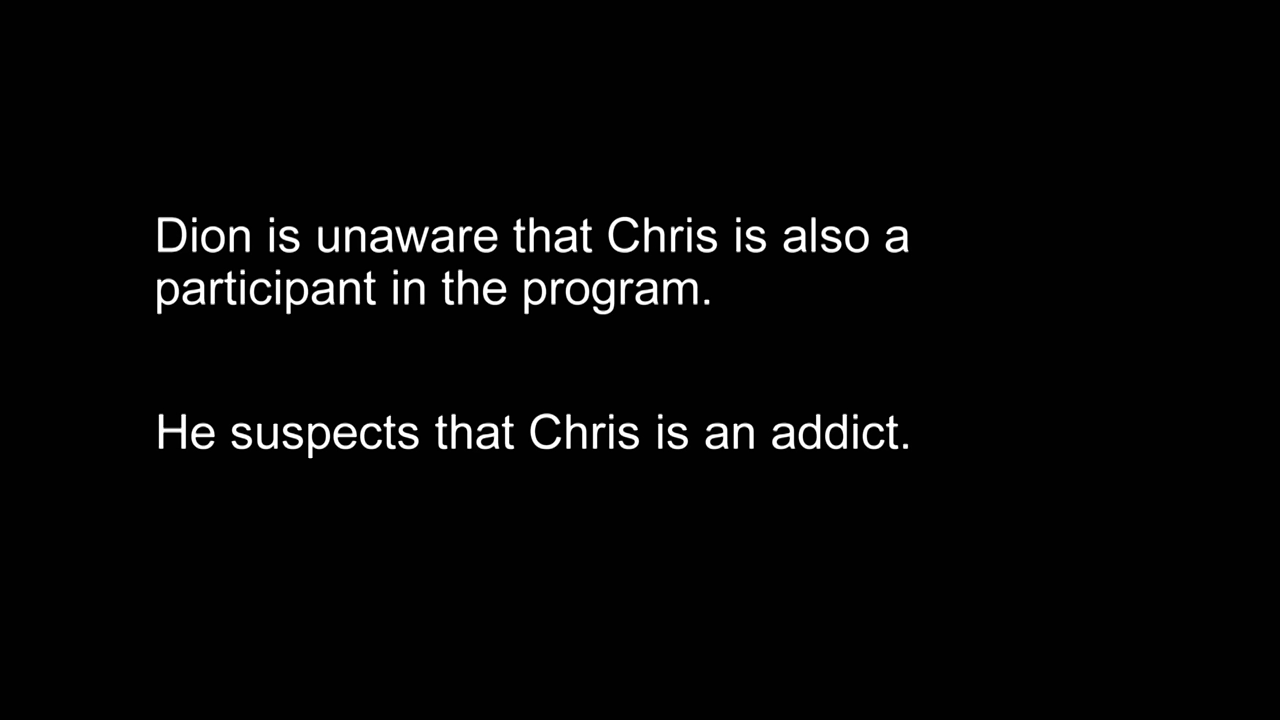 Dion is unaware that Chris is also a
participant in the program.
He suspects that Chris is an addict.